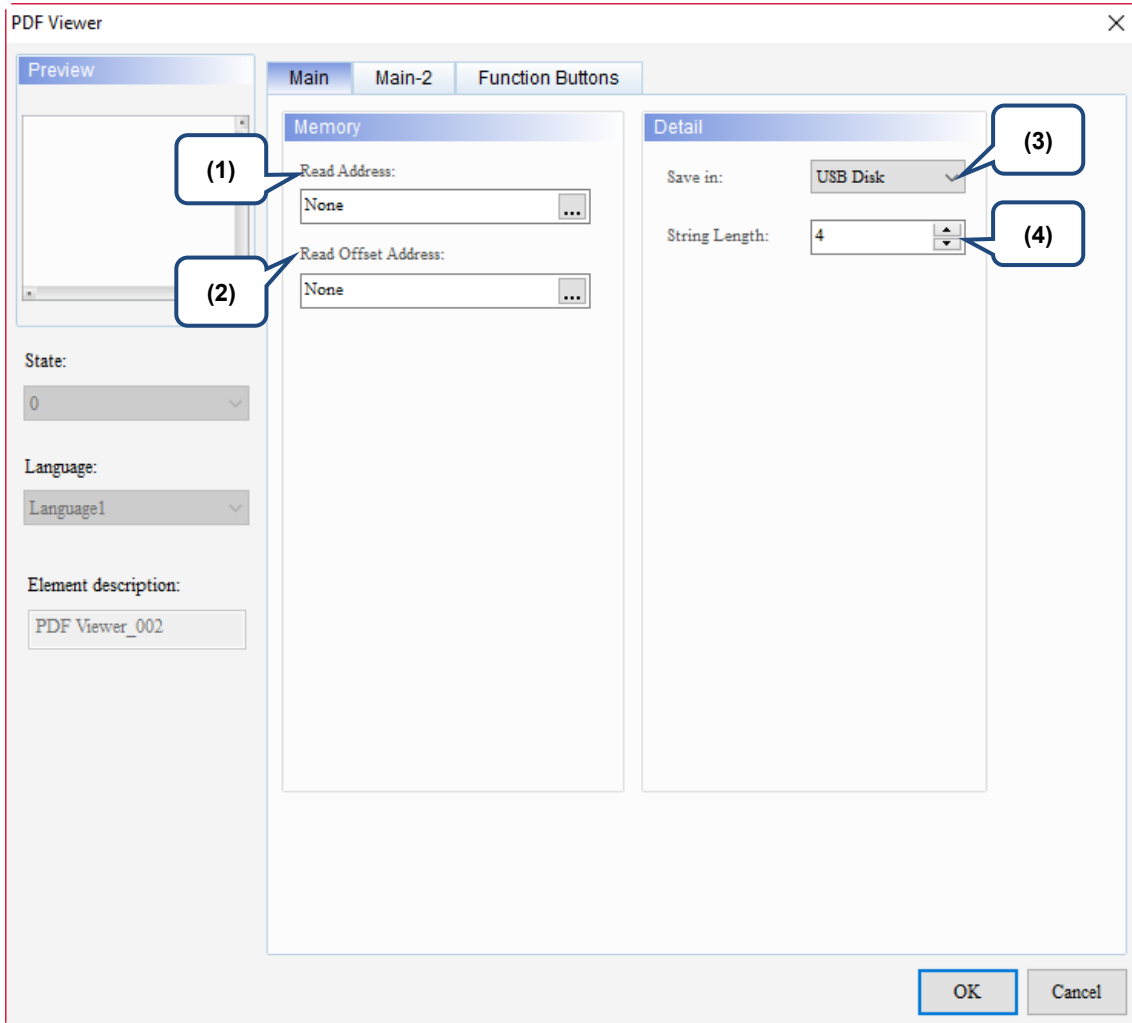 PDF Viewer
Preview
Main Main-2 Function Buttons
Memory
Detail
(1)
(2)
(3)
(4)
Read Address:
None
...
Read Offset Address:
None
...
Save in:
USB Disk
String Length:
4
State:
0
Language:
Language1
Element description:
PDF Viewer_002
OK
Cancel